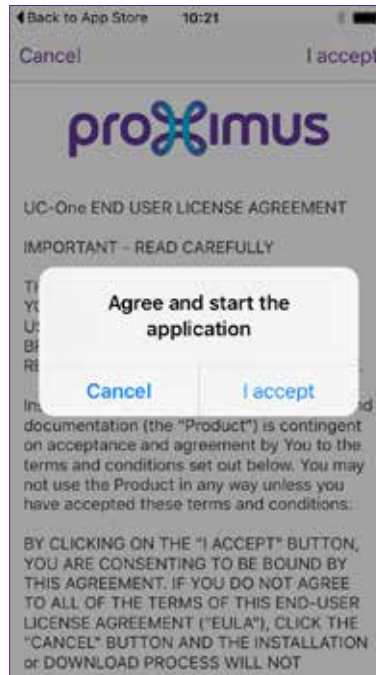 Back to App Store 10:21
Cancel I accept
proximus
UC-One END USER LICENSE AGREEMENT
IMPORTANT - READ CAREFULLY
Agree and start the
application
Cancel I accept
documentation (the "Product") is contingent
on acceptance and agreement by You to the
terms and conditions set out below. You may
not use the Product in any way unless you
have accepted these terms and conditions.
BY CLICKING ON THE "I ACCEPT" BUTTON,
YOU ARE CONSENTING TO BE BOUND BY
THIS AGREEMENT. IF YOU DO NOT AGREE
TO ALL OF THE TERMS OF THIS END-USER
LICENSE AGREEMENT ("EULA"), CLICK THE
"CANCEL" BUTTON AND THE INSTALLATION
or DOWNLOAD PROCESS WILL NOT